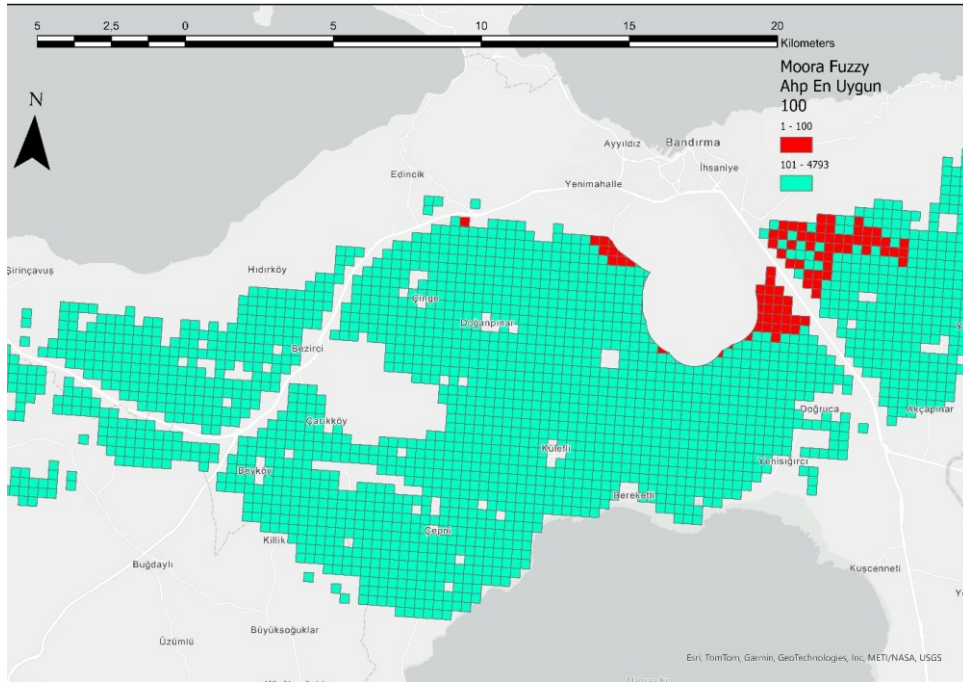 5 2,5 0 5 10 15 20
Kilometers
Moora Fuzzy
Ahp En Uygun
100
1 - 100
101 - 4793
N
Ayyıldız
Bandırma
İhsaniye
Edincik
Yenimahalle
Şirinçavuş
Hıdırköy
Çingı
Doğanpınar
Bezirci
Çarıkköy
Doğruca
Akçapınar
Külefli
Yenisığırcı
Beyköy
Bereketli
Çepni
Killik
Buğdaylı
Kuşcenneti
Büyüksoğuklar
Üzümlü
Esri, TomTom, Garmin, GeoTechnologies, Inc, METI/NASA, USGS